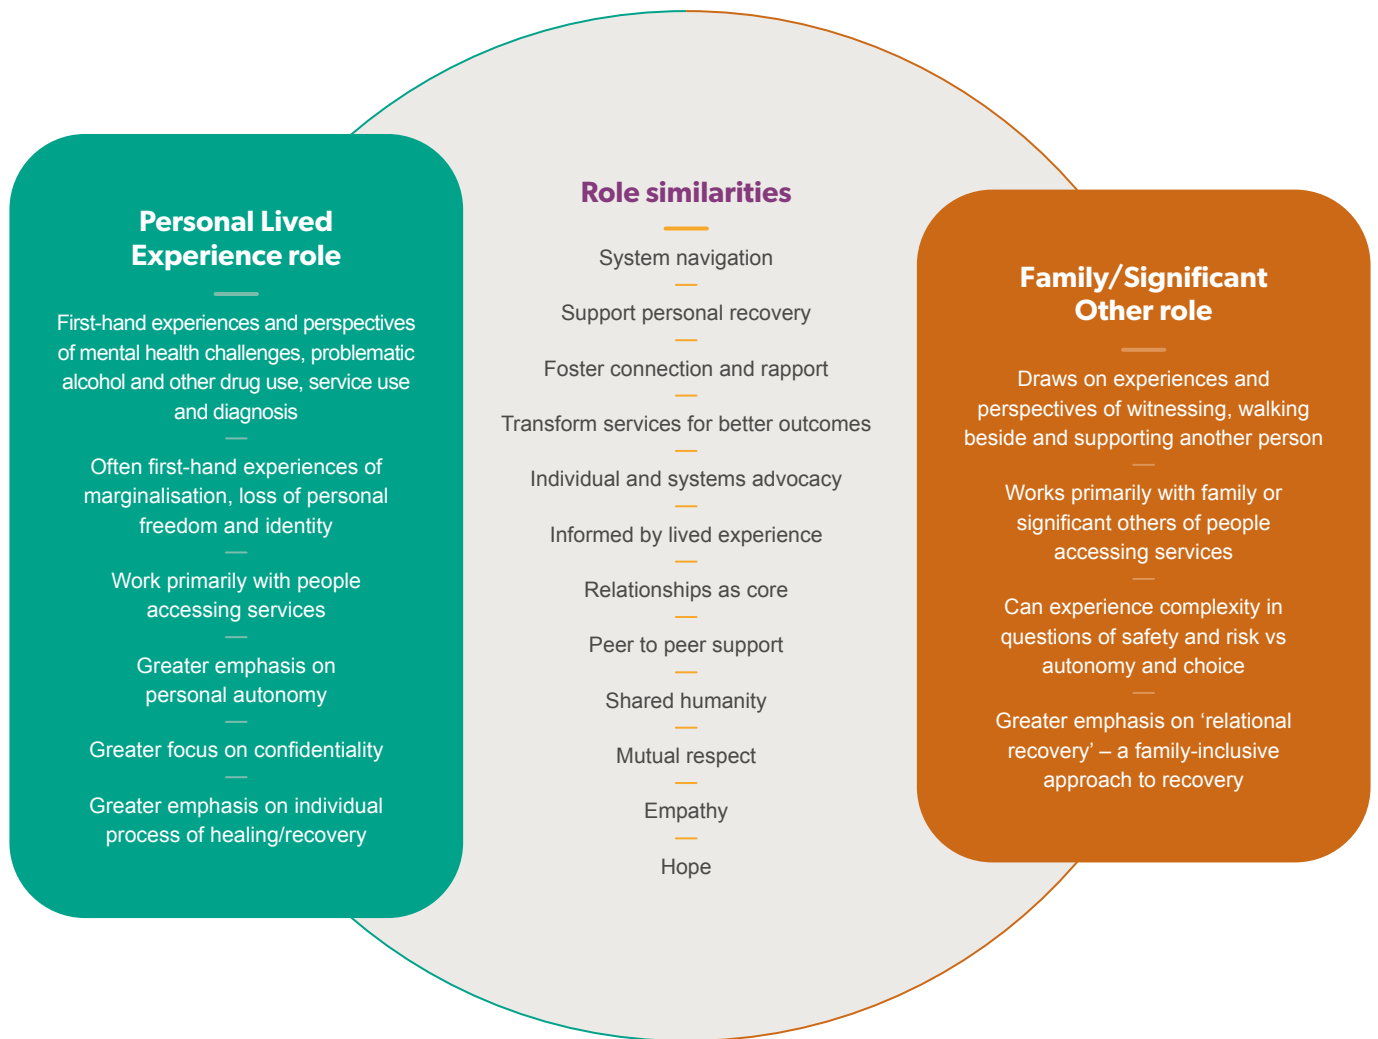 Personal Lived
Experience role
First-hand experiences and perspectives
of mental health challenges, problematic
alcohol and other drug use, service use
and diagnosis
Often first-hand experiences of
marginalisation, loss of personal
freedom and identity
Work primarily with people
accessing services
Greater emphasis on
personal autonomy
Greater focus on confidentiality
Greater emphasis on individual
process of healing/recovery
Role similarities
System navigation
Support personal recovery
Foster connection and rapport
Transform services for better outcomes
Individual and systems advocacy
Informed by lived experience
Relationships as core
Peer to peer support
Shared humanity
Mutual respect
Empathy
Hope
Family/Significant
Other role
Draws on experiences and
perspectives of witnessing, walking
beside and supporting another person
Works primarily with family or
significant others of people
accessing services
Can experience complexity in
questions of safety and risk vs
autonomy and choice
Greater emphasis on ‘relational
recovery’ – a family-inclusive
approach to recovery